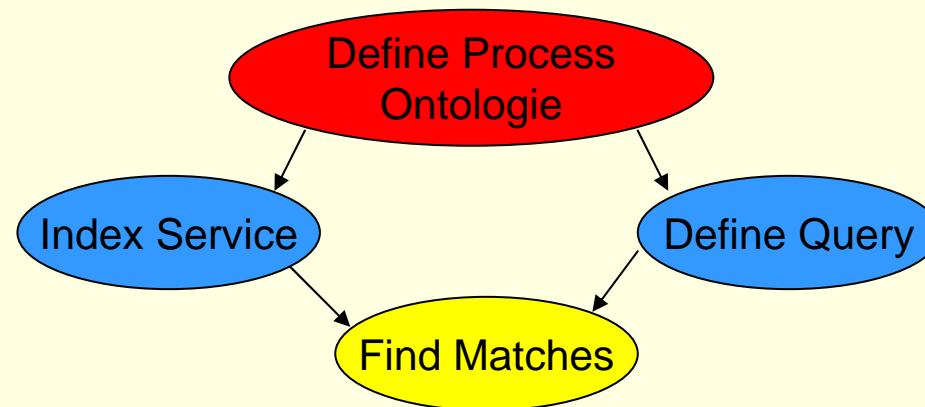 Define Process
Ontologie
Index Service
Define Query
Find Matches